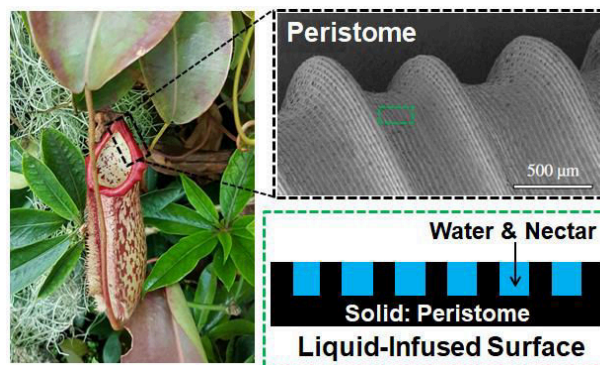 Peristome
500 µm
Water & Nectar
Solid: Peristome
Liquid-Infused Surface